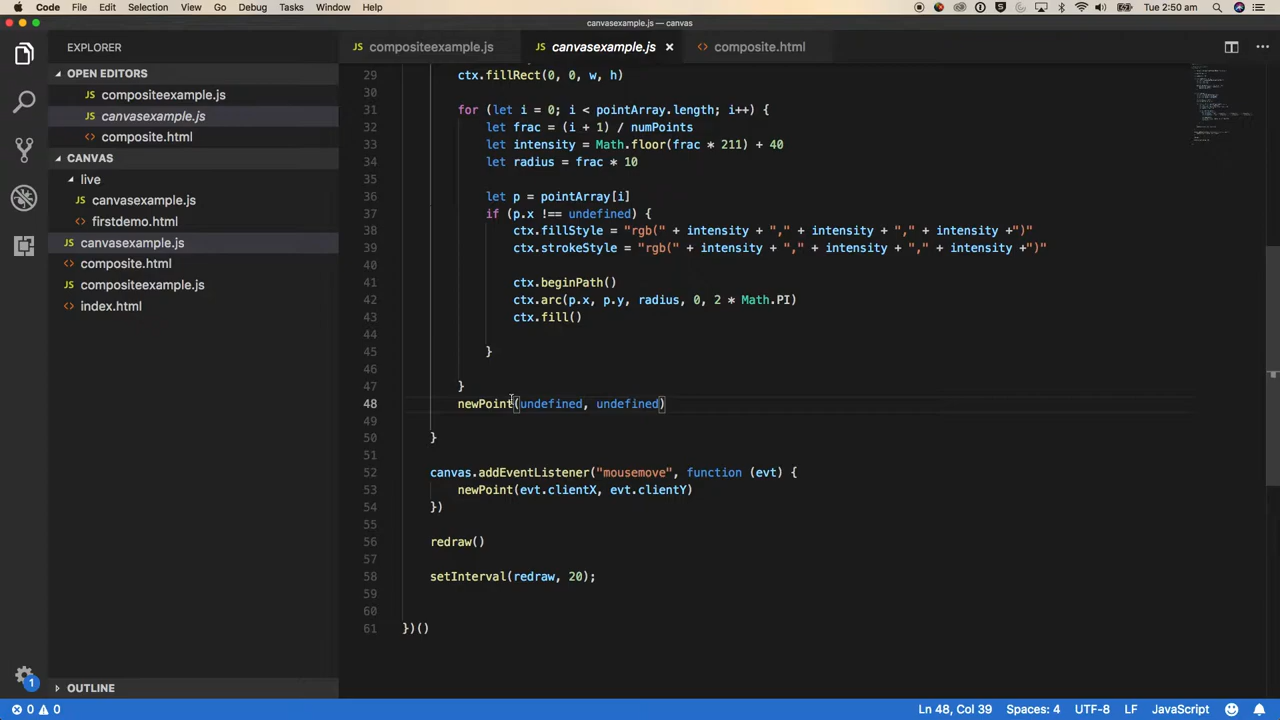 Code File Edit Selection View Go Debug Tasks Window Help Tue 2:50 am
canvasexample.js — canvas
EXPLORER
compositeexample.js canvasexample.js composite.html
OPEN EDITORS
compositeexample.js
canvasexample.js
composite.html
CANVAS
live
canvasexample.js
firstdemo.html
canvasexample.js
composite.html
compositeexample.js
index.html
OUTLINE
29 ctx.fillRect(0, 0, w, h)
30
31 for (let i = 0; i < pointArray.length; i++) {
32 let frac = (i + 1) / numPoints
33 let intensity = Math.floor(frac * 211) + 40
34 let radius = frac * 10
35
36 let p = pointArray[i]
37 if (p.x !== undefined) {
38 ctx.fillStyle = "rgb(" + intensity + "," + intensity + "," + intensity +")"
39 ctx.strokeStyle = "rgb(" + intensity + "," + intensity + "," + intensity +")"
40
41 ctx.beginPath()
42 ctx.arc(p.x, p.y, radius, 0, 2 * Math.PI)
43 ctx.fill()
44
45 }
46
47 }
48 newPoint(undefined, undefined)
49
50 }
51
52 canvas.addEventListener("mousemove", function (evt) {
53 newPoint(evt.clientX, evt.clientY)
54 })
55
56 redraw()
57
58 setInterval(redraw, 20);
59
60
61 })()
1
0 0 Ln 48, Col 39 Spaces: 4 UTF-8 LF JavaScript